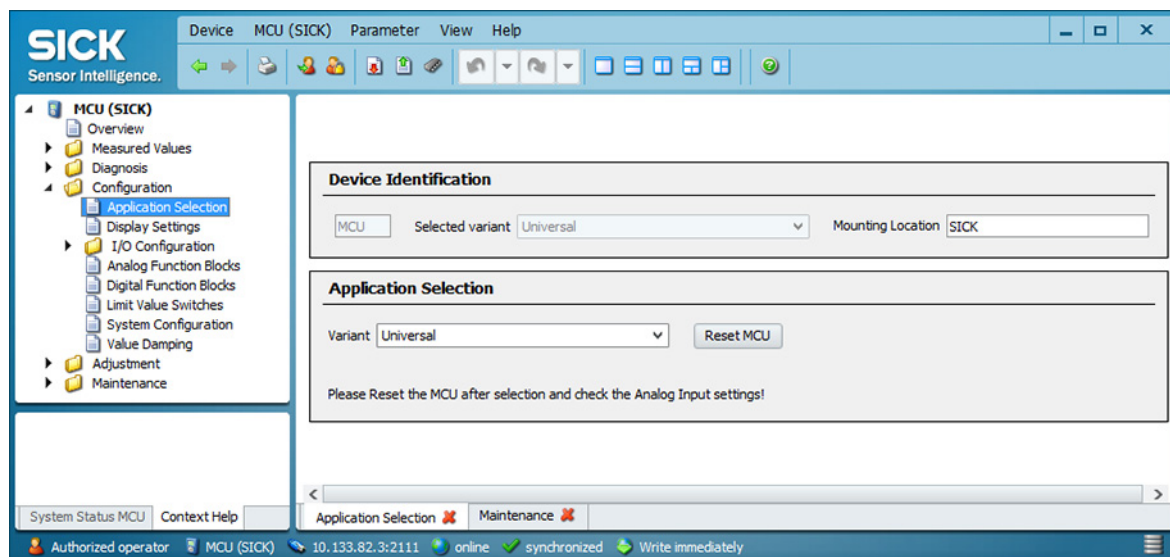 SICK
Sensor Intelligence.
Device MCU (SICK) Parameter View Help
MCU (SICK)
Overview
Measured Values
Diagnosis
Configuration
Application Selection
Display Settings
I/O Configuration
Analog Function Blocks
Digital Function Blocks
Limit Value Switches
System Configuration
Value Damping
Adjustment
Maintenance
System Status MCU Context Help
Device Identification
MCU Selected variant Universal Mounting Location SICK
Application Selection
Variant Universal Reset MCU
Please Reset the MCU after selection and check the Analog Input settings!
Application Selection Maintenance
Authorized operator MCU (SICK) 10.133.82.3:2111 online synchronized Write immediately